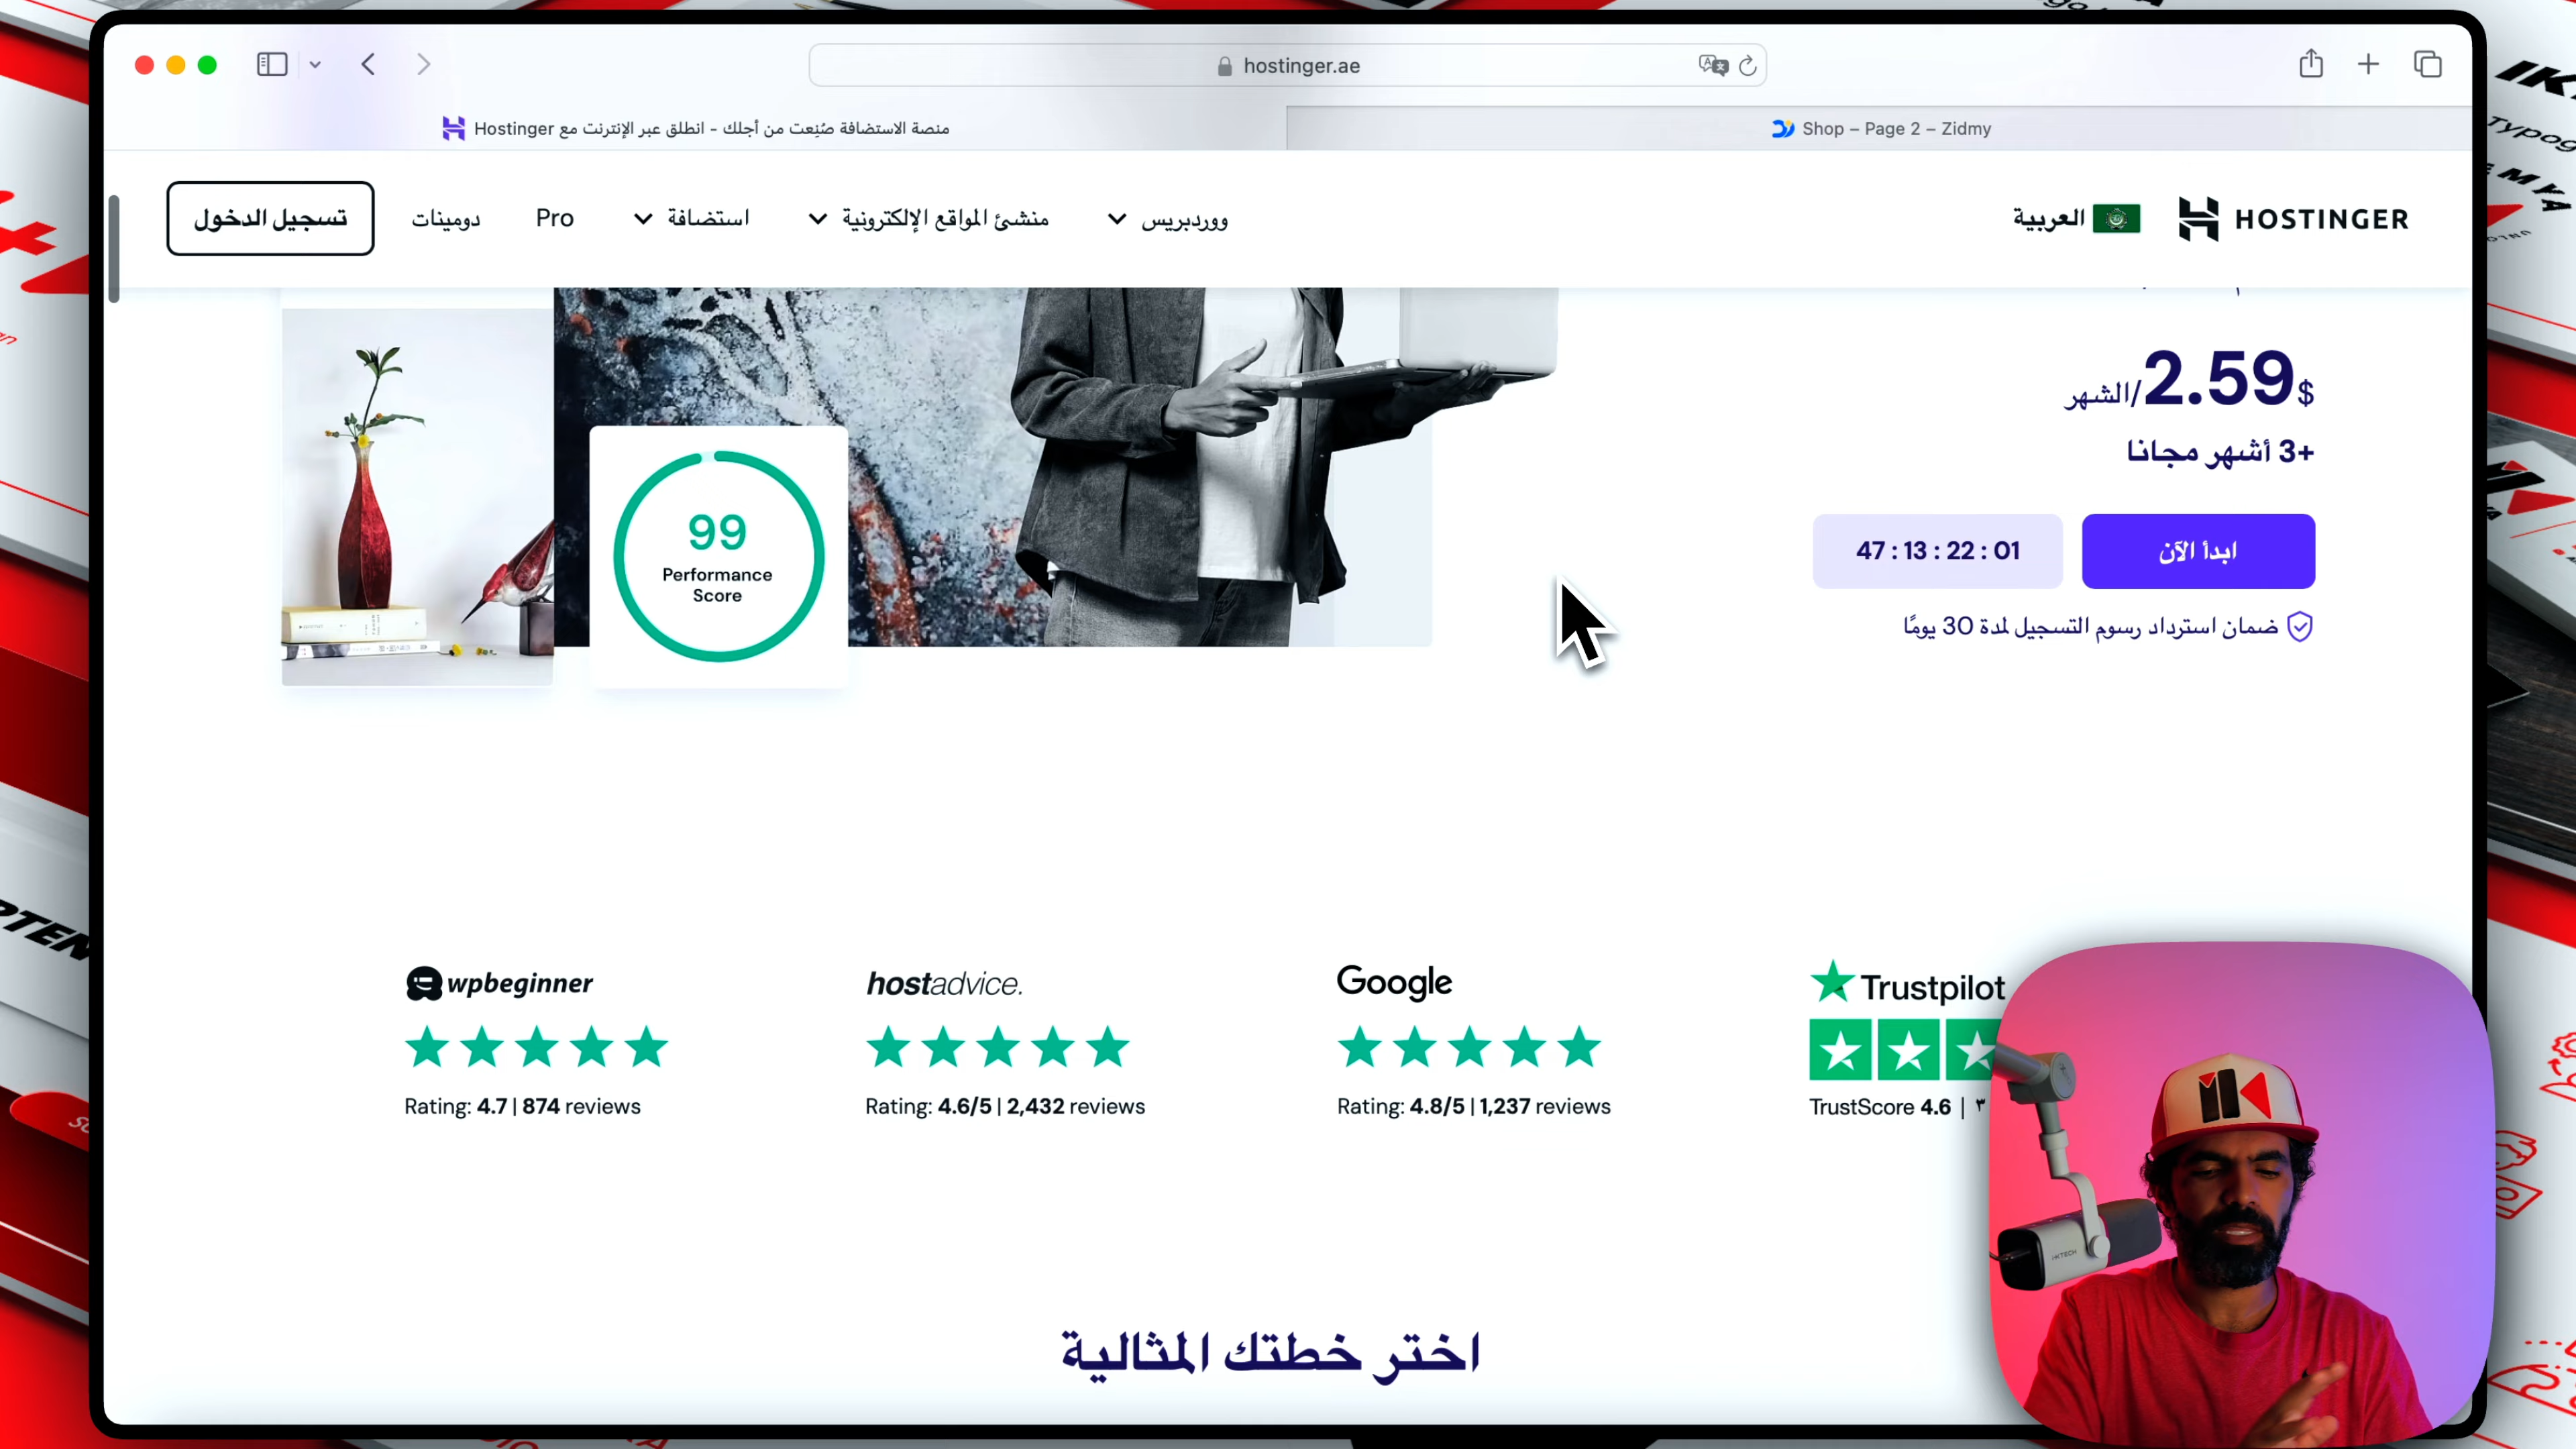 hostinger.ae
منصة الاستضافة صُنِعت من أجلك - انطلق عبر الإنترنت مع Hostinger
Shop – Page 2 – Zidmy
HOSTINGER
العربية
ووردبريس
منشئ المواقع الإلكترونية
استضافة
Pro
دومينات
تسجيل الدخول
$2.59/الشهر
+3 أشهر مجانا
ابدأ الآن
47 : 13 : 22 : 01
ضمان استرداد رسوم التسجيل لمدة 30 يومًا
99
Performance
Score
wpbeginner
Rating: 4.7 | 874 reviews
hostadvice.
Rating: 4.6/5 | 2,432 reviews
Google
Rating: 4.8/5 | 1,237 reviews
Trustpilot
TrustScore 4.6 |
اختر خطتك المثالية